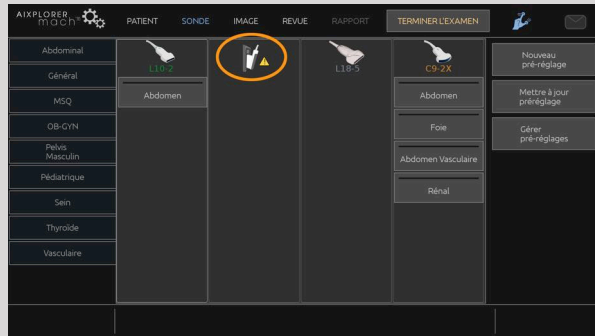 AIXPLORER
mach
PATIENT
SONDE
IMAGE
REVUE
RAPPORT
TERMINER L'EXAMEN
Abdominal
Général
MSQ
OB-GYN
Pelvis
Masculin
Pédiatrique
Sein
Thyroïde
Vasculaire
L10-2
Abdomen
L18-5
C9-2X
Abdomen
Foie
Abdomen Vasculaire
Rénal
Nouveau
pré-réglage
Mettre à jour
préréglage
Gérer
pré-réglages